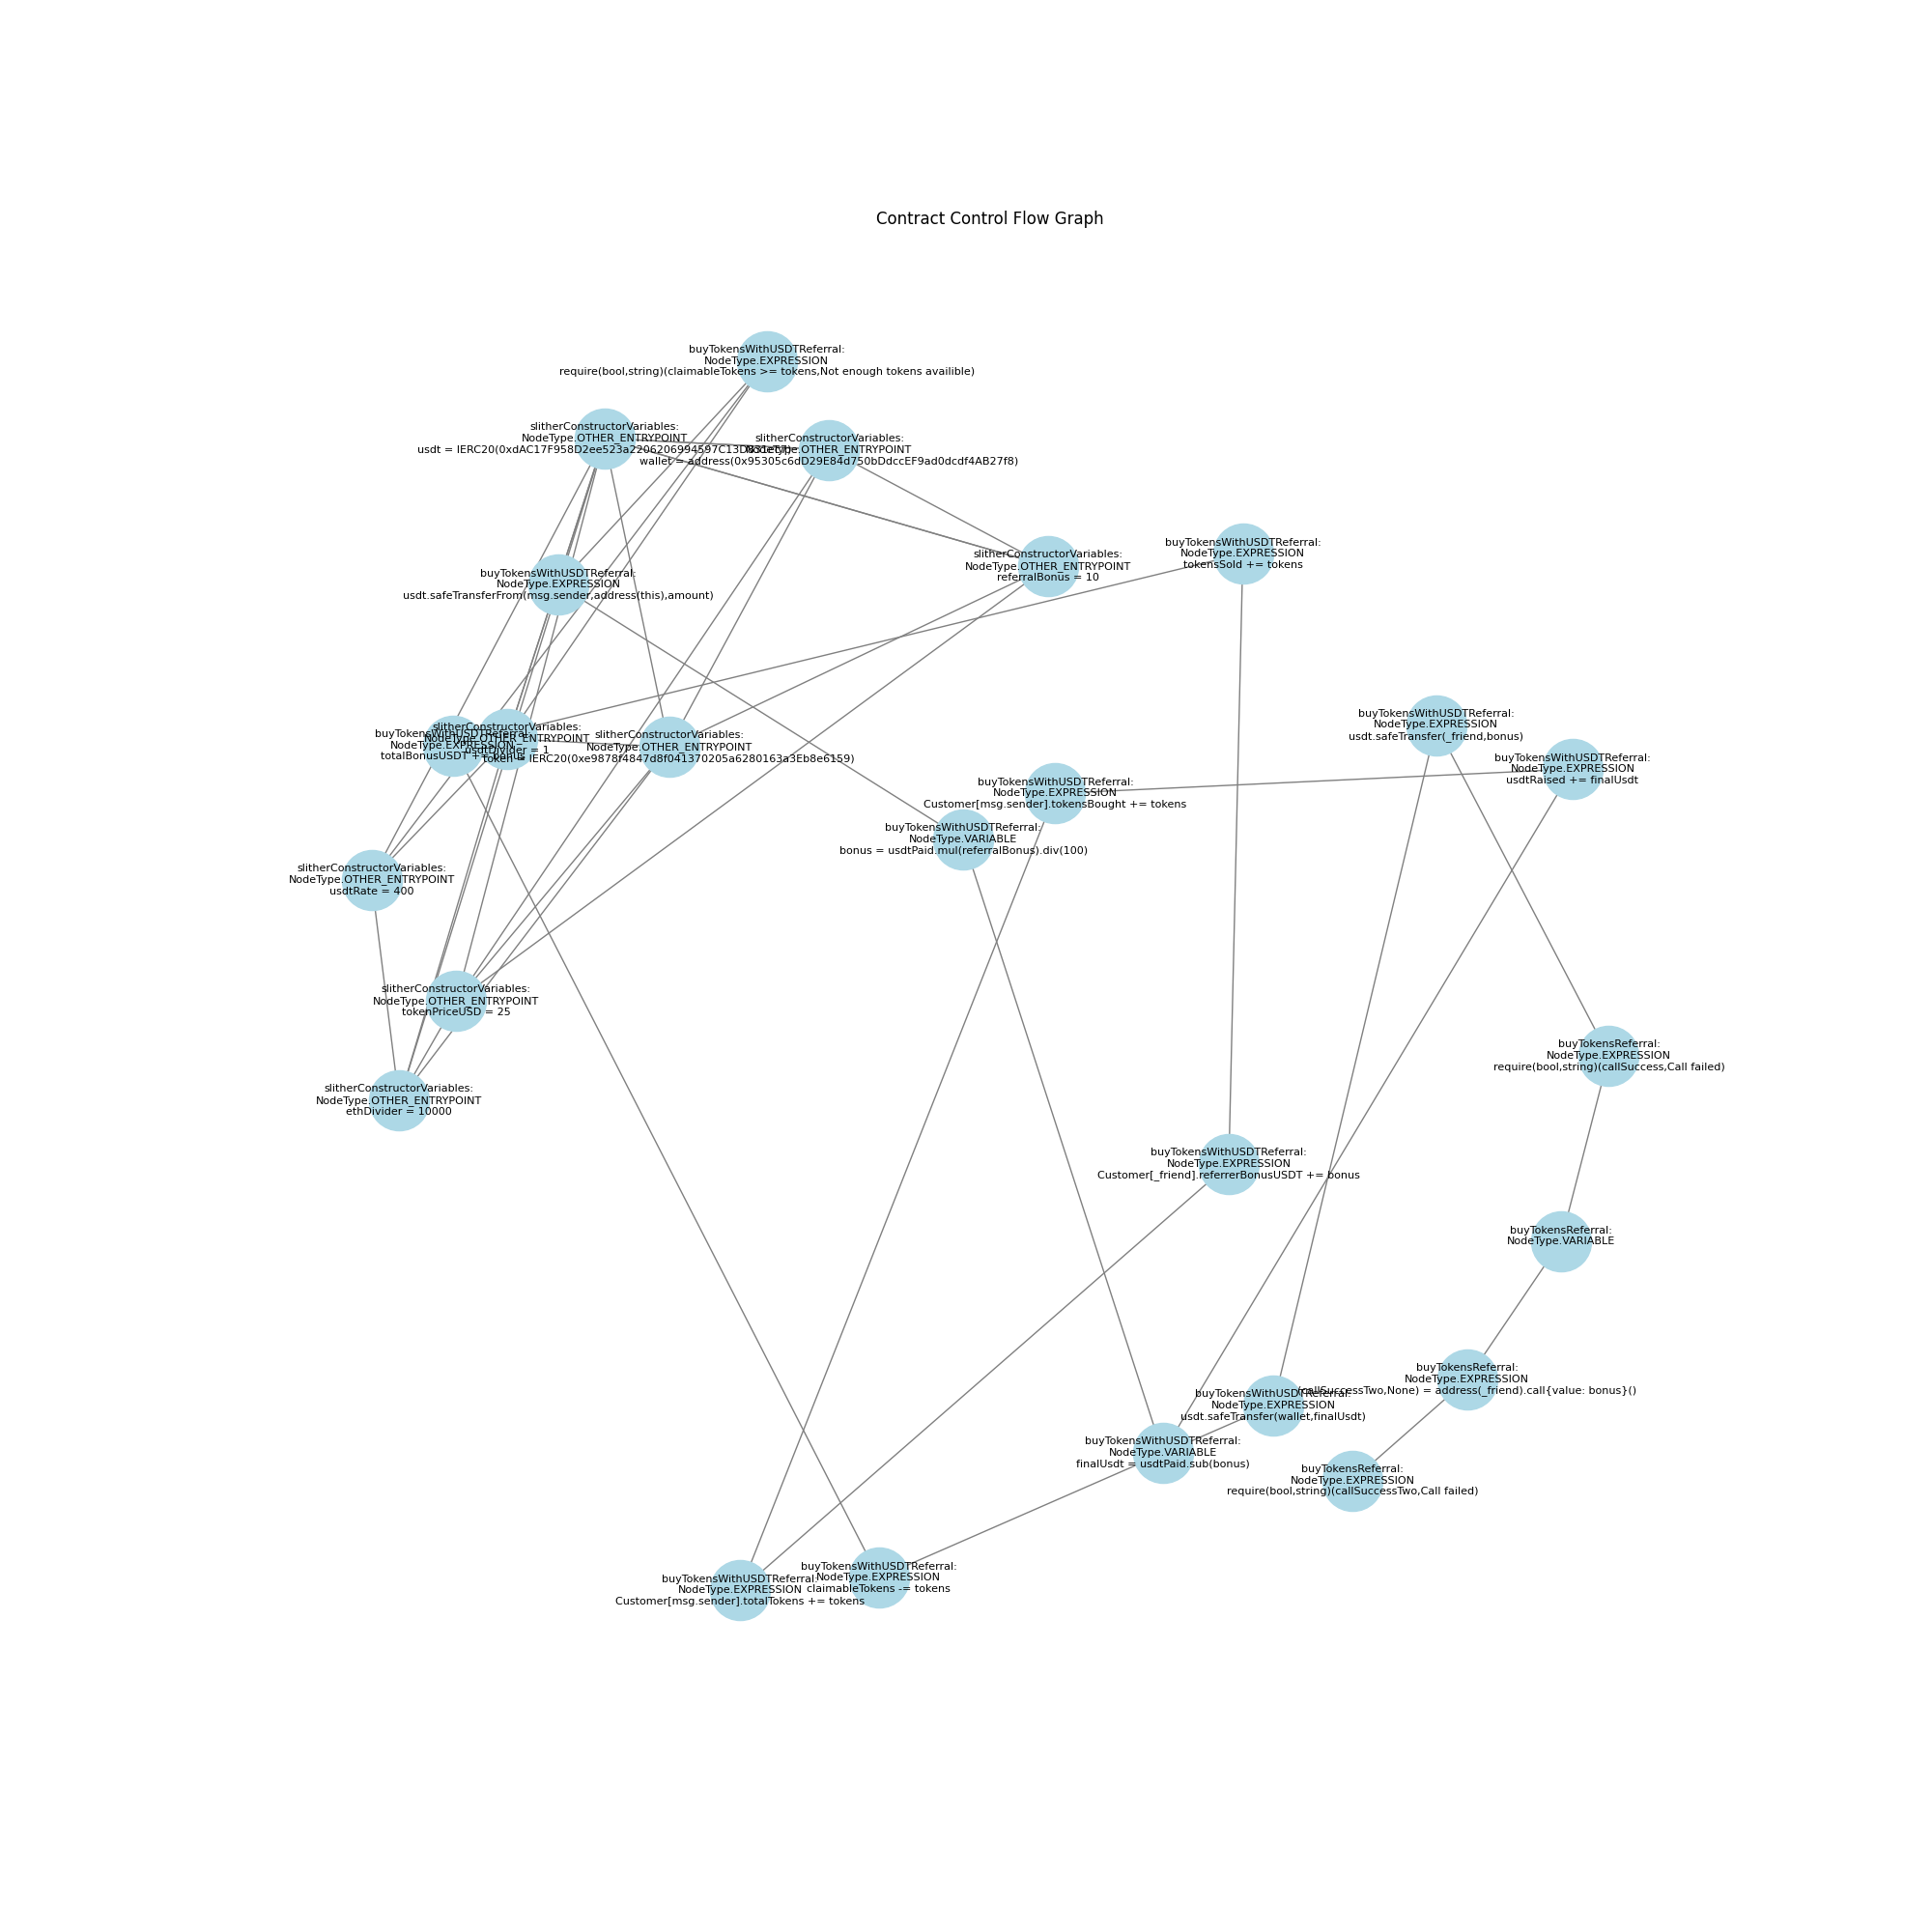 Contract Control Flow Graph
buyTokensWithUSDTReferral:
NodeType.EXPRESSION
require(bool,string)(claimableTokens >= tokens,Not enough tokens availible)
slitherConstructorVariables:
NodeType.OTHER_ENTRYPOINT
usdt = IERC20(0xdAC17F958D2ee523a2206206994597C13D831ec7)
slitherConstructorVariables:
NodeType.OTHER_ENTRYPOINT
wallet = address(0x95305c6dD29E84d750bDdccEF9ad0dcdf4AB27f8)
slitherConstructorVariables:
NodeType.OTHER_ENTRYPOINT
referralBonus = 10
buyTokensWithUSDTReferral:
NodeType.EXPRESSION
tokensSold += tokens
buyTokensWithUSDTReferral:
NodeType.EXPRESSION
usdt.safeTransferFrom(msg.sender,address(this),amount)
buyTokensWithUSDTReferral:
NodeType.EXPRESSION
totalBonusUSDT += bonus
slitherConstructorVariables:
NodeType.OTHER_ENTRYPOINT
usdtDivider = 1
slitherConstructorVariables:
NodeType.OTHER_ENTRYPOINT
token = IERC20(0xe9878f4847d8f041370205a6280163a3Eb8e6159)
buyTokensWithUSDTReferral:
NodeType.EXPRESSION
usdt.safeTransfer(_friend,bonus)
buyTokensWithUSDTReferral:
NodeType.EXPRESSION
usdtRaised += finalUsdt
buyTokensWithUSDTReferral:
NodeType.EXPRESSION
Customer[msg.sender].tokensBought += tokens
buyTokensWithUSDTReferral:
NodeType.VARIABLE
bonus = usdtPaid.mul(referralBonus).div(100)
slitherConstructorVariables:
NodeType.OTHER_ENTRYPOINT
usdtRate = 400
slitherConstructorVariables:
NodeType.OTHER_ENTRYPOINT
tokenPriceUSD = 25
buyTokensReferral:
NodeType.EXPRESSION
require(bool,string)(callSuccess,Call failed)
slitherConstructorVariables:
NodeType.OTHER_ENTRYPOINT
ethDivider = 10000
buyTokensWithUSDTReferral:
NodeType.EXPRESSION
Customer[_friend].referrerBonusUSDT += bonus
buyTokensReferral:
NodeType.VARIABLE
buyTokensReferral:
NodeType.EXPRESSION
(callSuccessTwo,None) = address(_friend).call{value: bonus}()
buyTokensWithUSDTReferral:
NodeType.EXPRESSION
usdt.safeTransfer(wallet,finalUsdt)
buyTokensWithUSDTReferral:
NodeType.VARIABLE
finalUsdt = usdtPaid.sub(bonus)
buyTokensReferral:
NodeType.EXPRESSION
require(bool,string)(callSuccessTwo,Call failed)
buyTokensWithUSDTReferral:
NodeType.EXPRESSION
claimableTokens -= tokens
buyTokensWithUSDTReferral:
NodeType.EXPRESSION
Customer[msg.sender].totalTokens += tokens